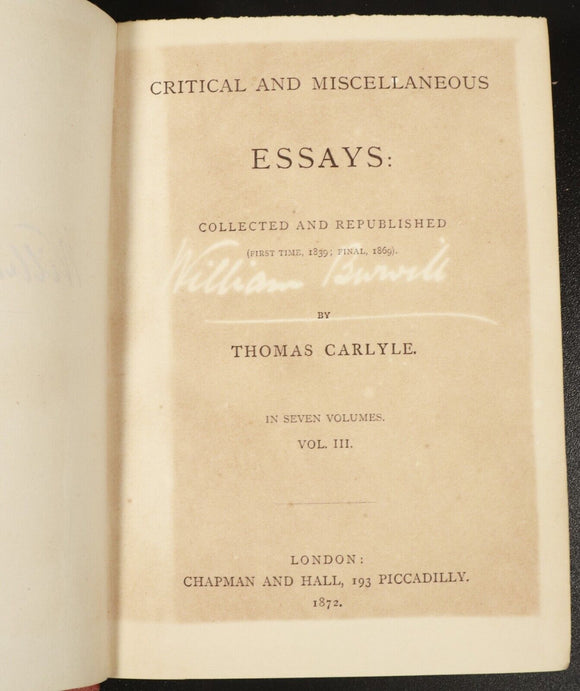 CRITICAL AND MISCELLANEOUS
ESSAYS:
COLLECTED AND REPUBLISHED
(FIRST TIME, 1839; FINAL, 1869).
William
BY
THOMAS CARLYLE.
IN SEVEN VOLUMES.
VOL. III.
LONDON:
CHAPMAN AND HALL, 193 PICCADILLY.
1872.